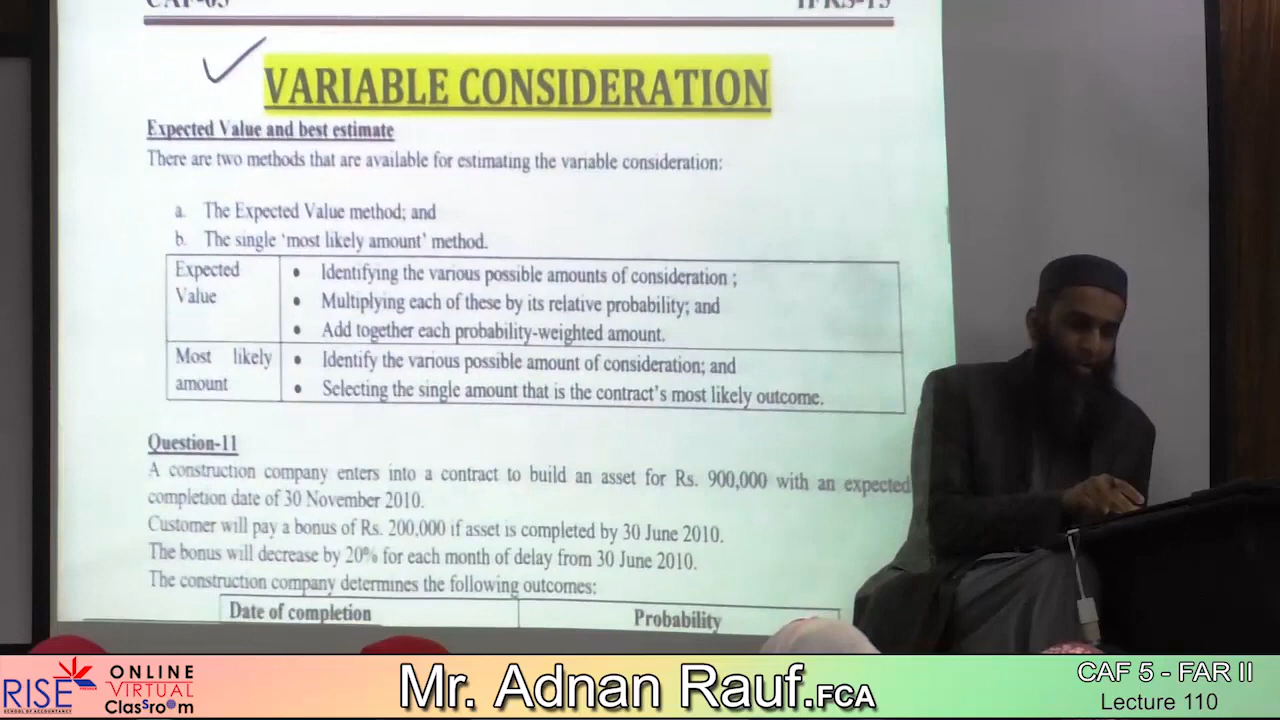 CAF-05 IFRS-15
VARIABLE CONSIDERATION
Expected Value and best estimate
There are two methods that are available for estimating the variable consideration:
a. The Expected Value method; and
b. The single ‘most likely amount’ method.
Expected Value
• Identifying the various possible amounts of consideration ;
• Multiplying each of these by its relative probability; and
• Add together each probability-weighted amount.
Most likely amount
• Identify the various possible amount of consideration; and
• Selecting the single amount that is the contract’s most likely outcome.
Question-11
A construction company enters into a contract to build an asset for Rs. 900,000 with an expected
completion date of 30 November 2010.
Customer will pay a bonus of Rs. 200,000 if asset is completed by 30 June 2010.
The bonus will decrease by 20% for each month of delay from 30 June 2010.
The construction company determines the following outcomes:
Date of completion Probability
RISE PREMIER
SCHOOL OF ACCOUNTANCY
ONLINE
VIRTUAL
Classroom
Mr. Adnan Rauf.FCA
CAF 5 - FAR II
Lecture 110